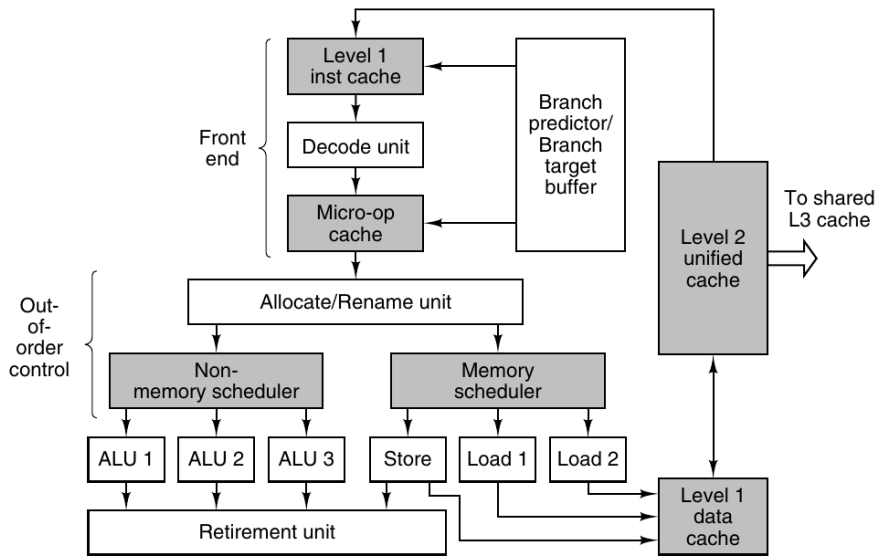 Level 1
inst cache
Branch
predictor/
Branch
target
buffer
Front
end
Decode unit
Micro-op
cache
To shared
L3 cache
Level 2
unified
cache
Allocate/Rename unit
Out-
of-
order
control
Non-
memory scheduler
Memory
scheduler
ALU 1
ALU 2
ALU 3
Store
Load 1
Load 2
Level 1
data
cache
Retirement unit